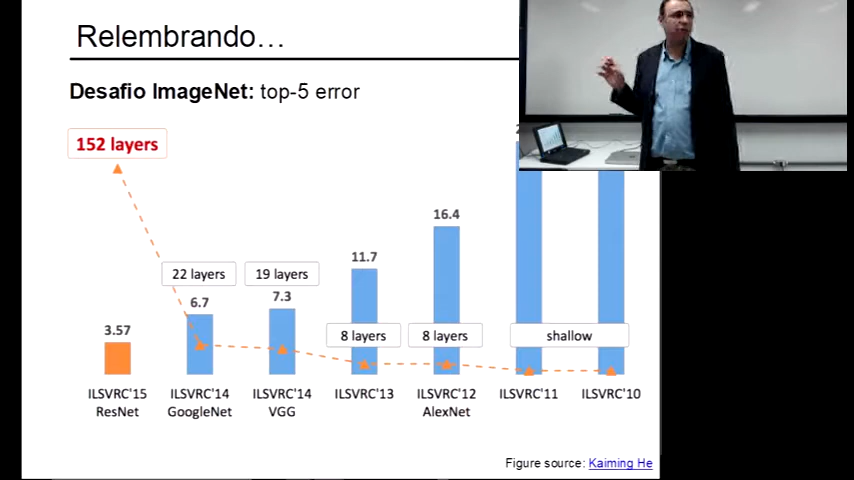 Relembrando…
Desafio ImageNet: top-5 error
152 layers
16.4
11.7
22 layers
19 layers
6.7
7.3
3.57
8 layers
8 layers
shallow
ILSVRC'15
ResNet
ILSVRC'14
GoogleNet
ILSVRC'14
VGG
ILSVRC'13
ILSVRC'12
AlexNet
ILSVRC'11
ILSVRC'10
Figure source: Kaiming He